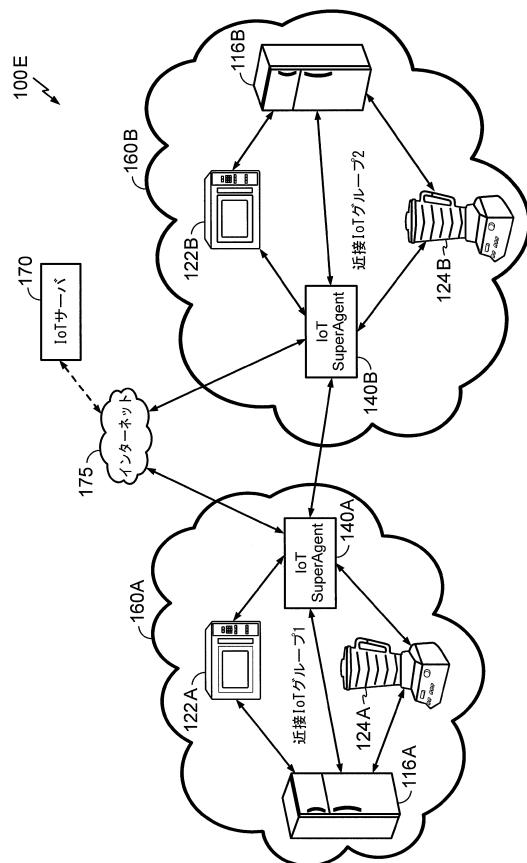 100E
170
IoTサーバ
175
インターネット
160A
122A
IoT
SuperAgent
140A
近接IoTグループ1
124A
116A
160B
122B
116B
IoT
SuperAgent
140B
近接IoTグループ2
124B